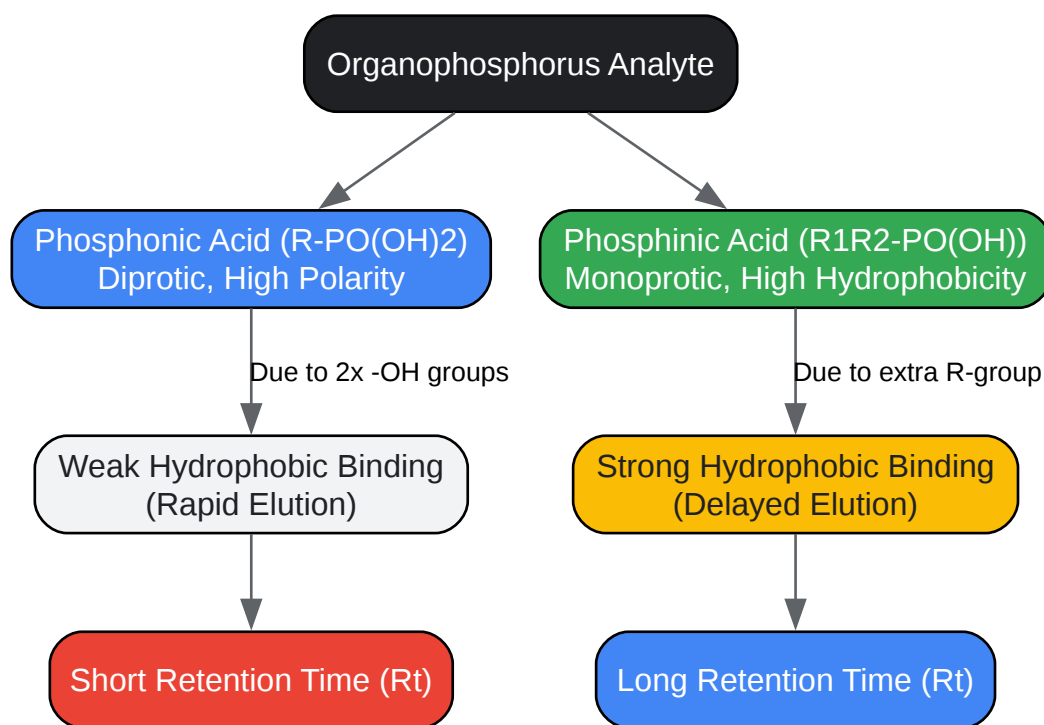 Organophosphorus Analyte
Phosphonic Acid (R-PO(OH)2)
Diprotic, High Polarity
Phosphinic Acid (R1R2-PO(OH))
Monoprotic, High Hydrophobicity
Due to 2x -OH groups
Due to extra R-group
Weak Hydrophobic Binding
(Rapid Elution)
Strong Hydrophobic Binding
(Delayed Elution)
Short Retention Time (Rt)
Long Retention Time (Rt)